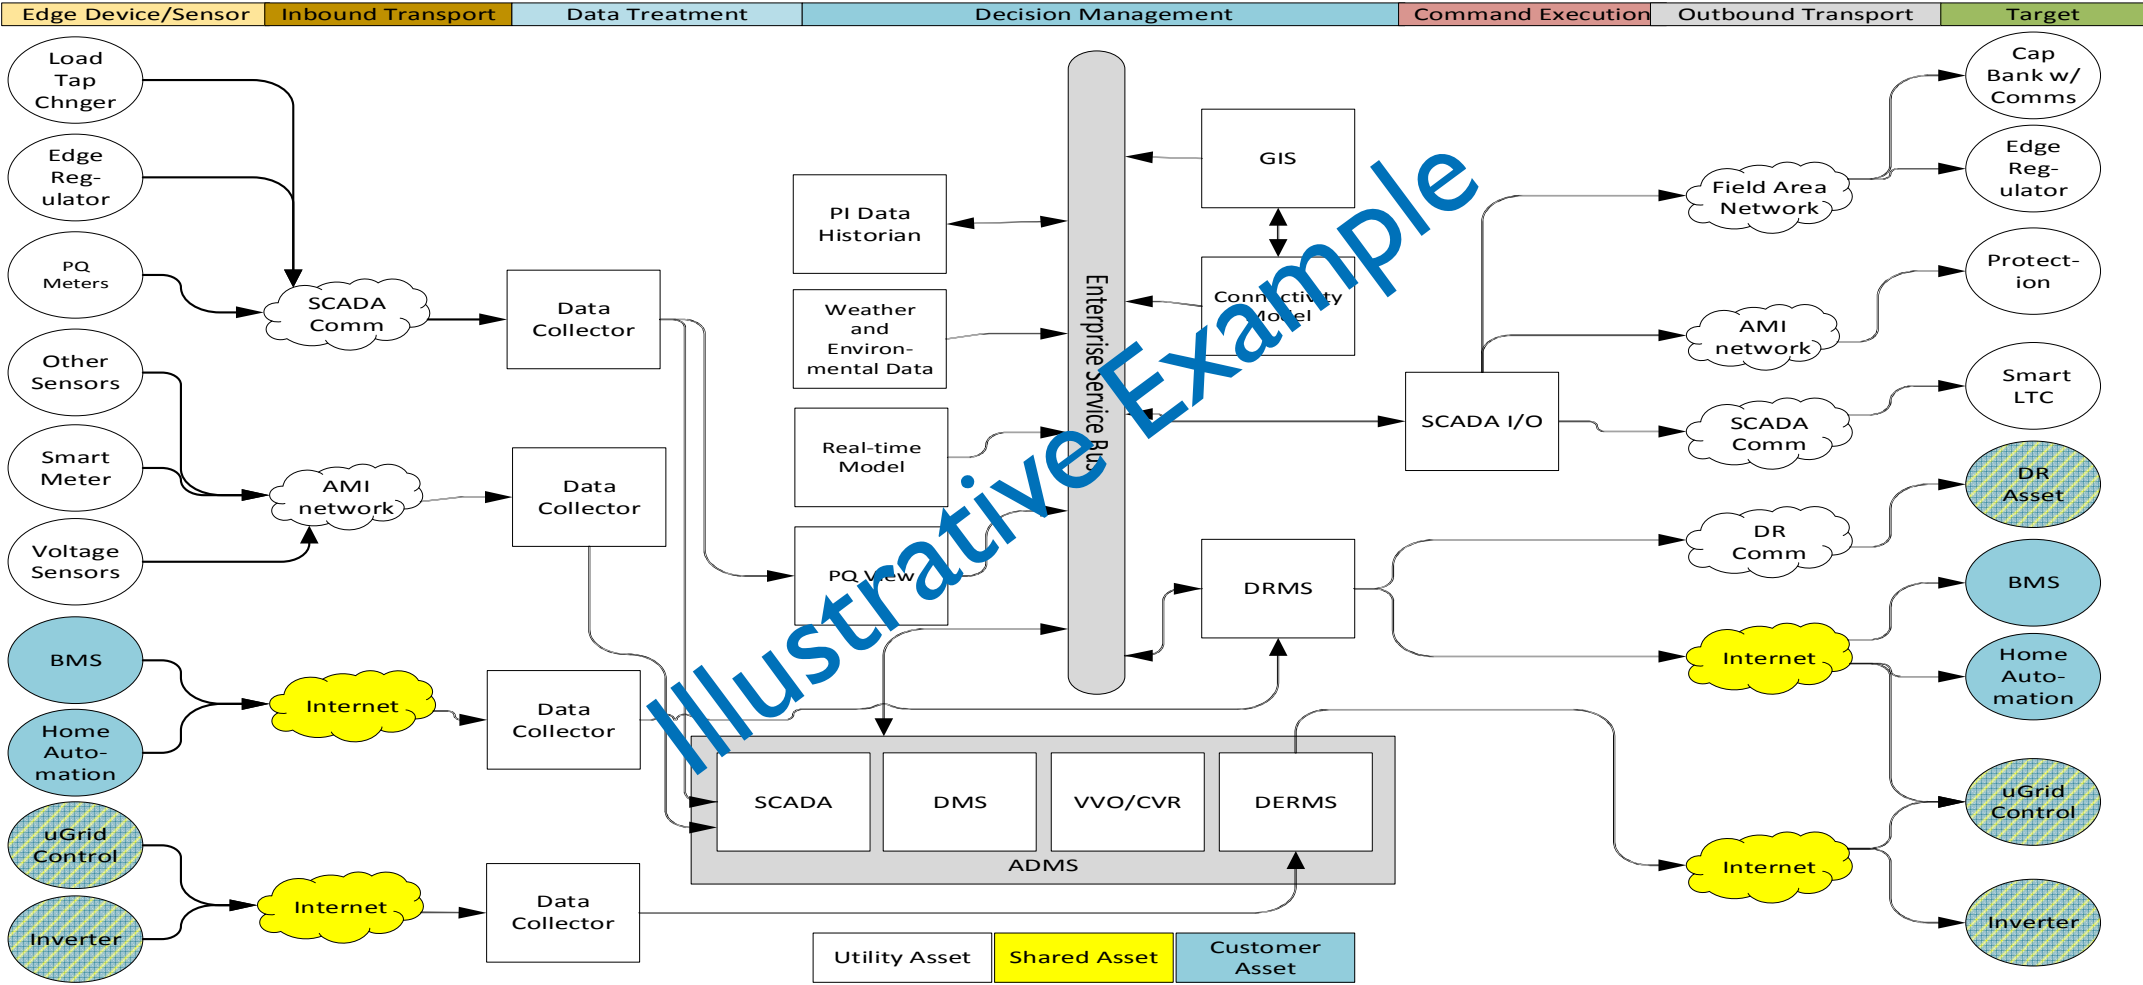 Edge Device/Sensor
Inbound Transport
Data Treatment
Decision Management
Command Execution
Outbound Transport
Target
Load
Tap
Chnger
Edge
Reg-
ulator
PQ
Meters
Other
Sensors
Smart
Meter
Voltage
Sensors
BMS
Home
Auto-
mation
uGrid
Control
Inverter
SCADA
Comm
AMI
network
Internet
Internet
Data
Collector
Data
Collector
Data
Collector
Data
Collector
PI Data
Historian
Weather
and
Environ-
mental Data
Real-time
Model
PQ View
Enterprise Service Bus
GIS
Connectivity
Model
DRMS
SCADA
DMS
VVO/CVR
DERMS
ADMS
SCADA I/O
Field Area
Network
AMI
network
SCADA
Comm
DR
Comm
Internet
Internet
Cap
Bank w/
Comms
Edge
Reg-
ulator
Protect-
ion
Smart
LTC
DR
Asset
BMS
Home
Auto-
mation
uGrid
Control
Inverter
Illustrative Example
Utility Asset
Shared Asset
Customer
Asset